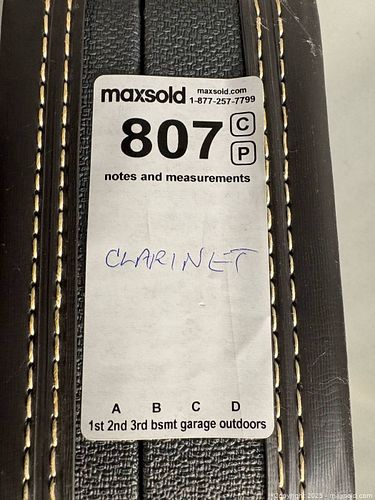 maxsold maxsold.com
1-877-257-7799
807 C
P
notes and measurements
CLARINET
A B C D
1st 2nd 3rd bsmt garage outdoors
©copyright 2025 - maxsold.com